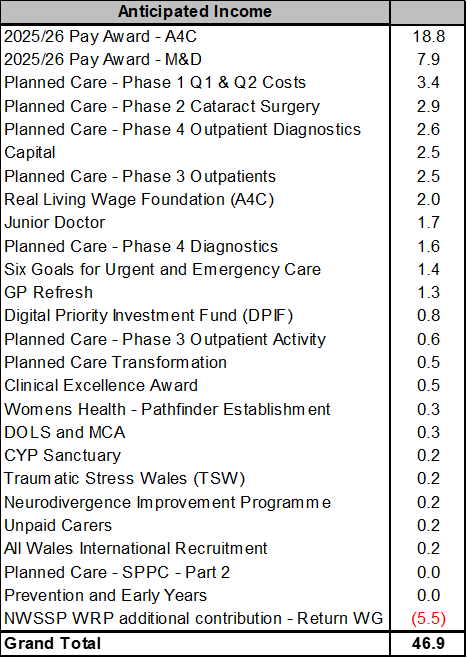 Anticipated Income
2025/26 Pay Award - A4C 18.8
2025/26 Pay Award - M&D 7.9
Planned Care - Phase 1 Q1 & Q2 Costs 3.4
Planned Care - Phase 2 Cataract Surgery 2.9
Planned Care - Phase 4 Outpatient Diagnostics 2.6
Capital 2.5
Planned Care - Phase 3 Outpatients 2.5
Real Living Wage Foundation (A4C) 2.0
Junior Doctor 1.7
Planned Care - Phase 4 Diagnostics 1.6
Six Goals for Urgent and Emergency Care 1.4
GP Refresh 1.3
Digital Priority Investment Fund (DPIF) 0.8
Planned Care - Phase 3 Outpatient Activity 0.6
Planned Care Transformation 0.5
Clinical Excellence Award 0.5
Womens Health - Pathfinder Establishment 0.3
DOLS and MCA 0.3
CYP Sanctuary 0.2
Traumatic Stress Wales (TSW) 0.2
Neurodivergence Improvement Programme 0.2
Unpaid Carers 0.2
All Wales International Recruitment 0.2
Planned Care - SPPC - Part 2 0.0
Prevention and Early Years 0.0
NWSSP WRP additional contribution - Return WG (5.5)
Grand Total 46.9